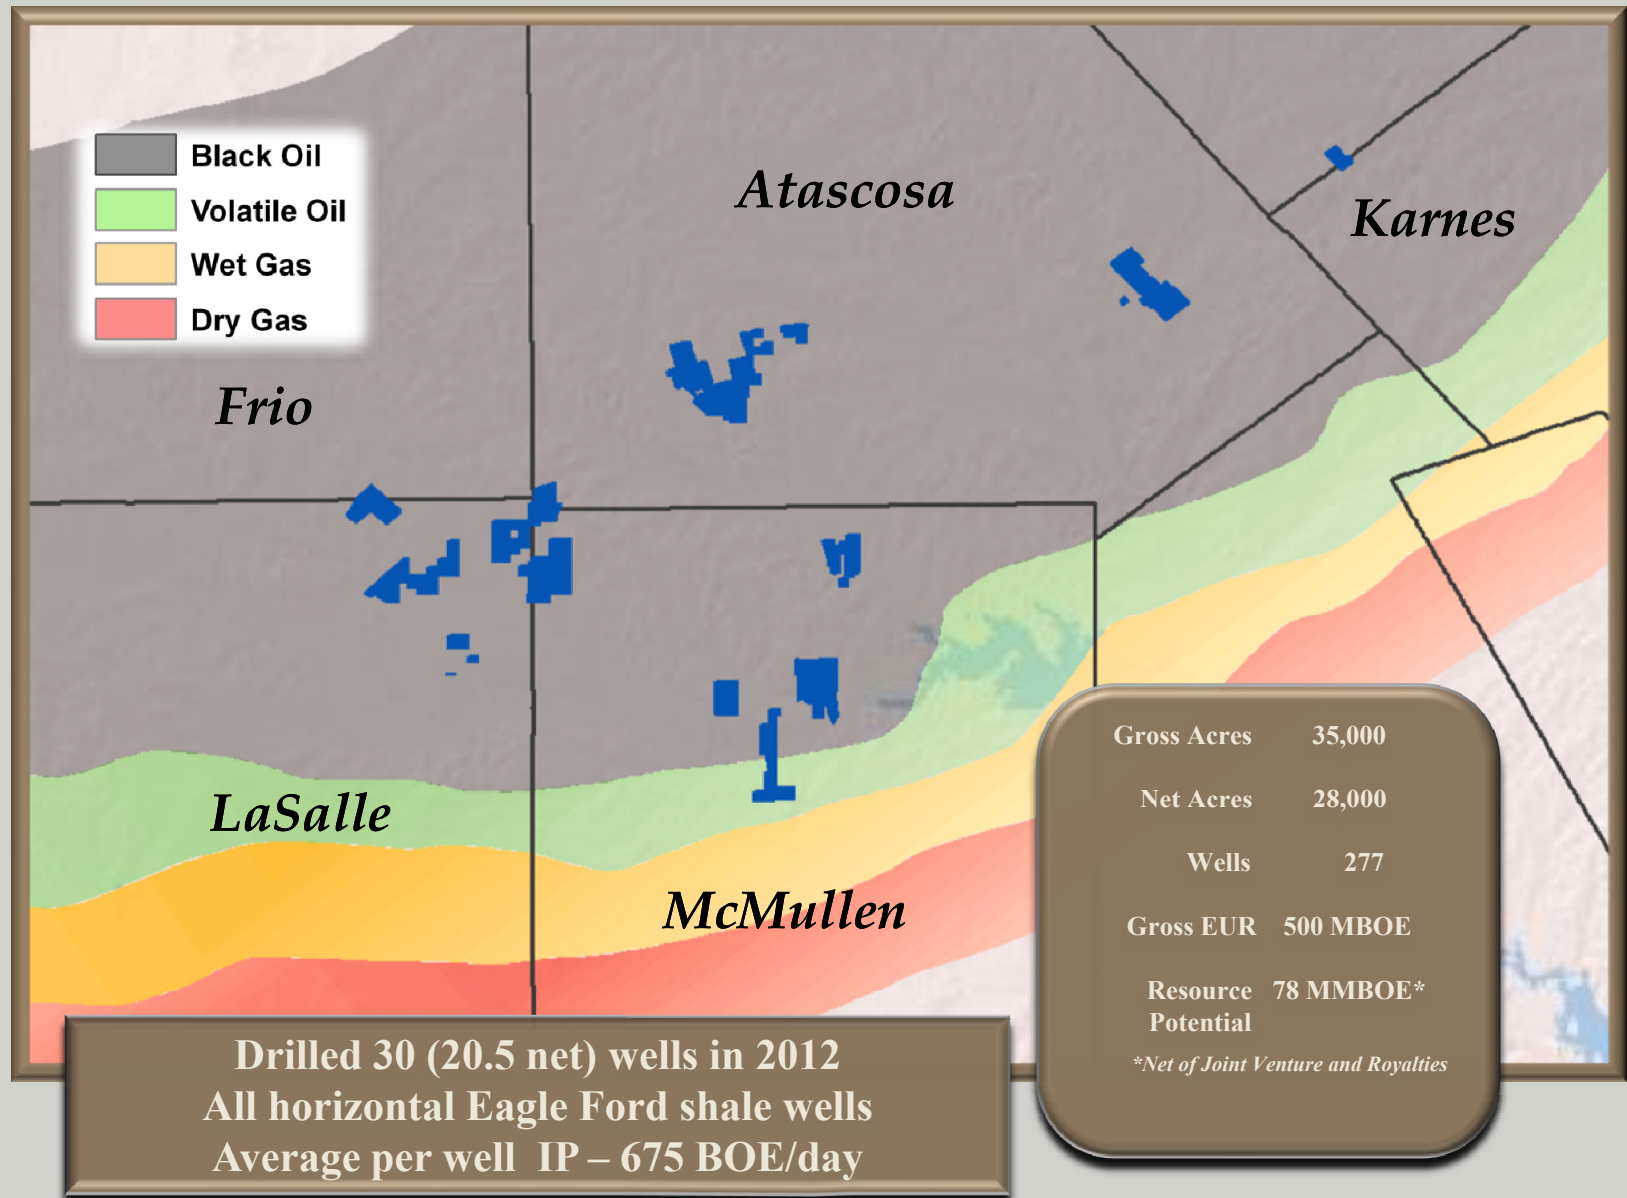 Black Oil
Volatile Oil
Wet Gas
Dry Gas
Atascosa
Karnes
Frio
LaSalle
McMullen
Gross Acres 35,000
Net Acres 28,000
Wells 277
Gross EUR 500 MBOE
Resource 78 MMBOE*
Potential
*Net of Joint Venture and Royalties
Drilled 30 (20.5 net) wells in 2012
All horizontal Eagle Ford shale wells
Average per well IP – 675 BOE/day